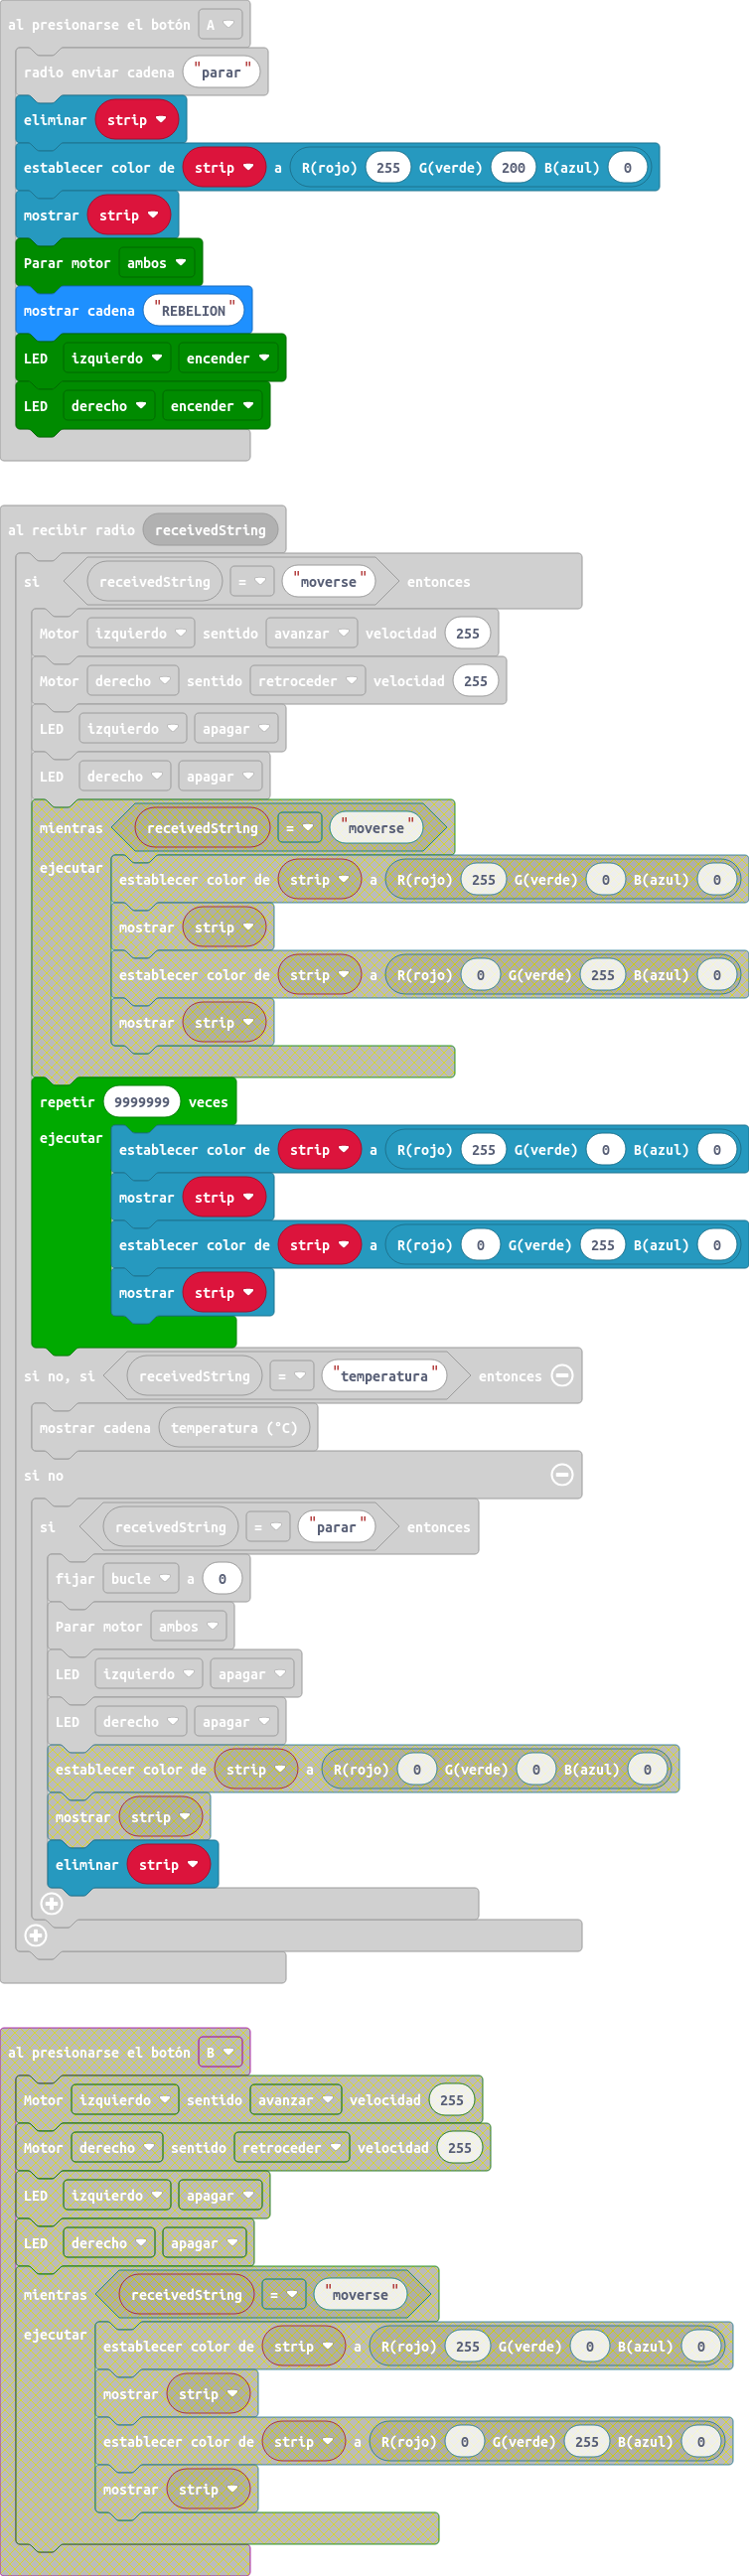 al presionarse el botón A
radio enviar cadena "parar"
eliminar strip
establecer color de strip a R(rojo) 255 G(verde) 200 B(azul) 0
mostrar strip
Parar motor ambos
mostrar cadena "REBELION"
LED izquierdo encender
LED derecho encender
al recibir radio receivedString
si receivedString = "moverse" entonces
Motor izquierdo sentido avanzar velocidad 255
Motor derecho sentido retroceder velocidad 255
LED izquierdo apagar
LED derecho apagar
mientras receivedString = "moverse"
ejecutar establecer color de strip a R(rojo) 255 G(verde) 0 B(azul) 0
mostrar strip
establecer color de strip a R(rojo) 0 G(verde) 255 B(azul) 0
mostrar strip
repetir 9999999 veces
ejecutar establecer color de strip a R(rojo) 255 G(verde) 0 B(azul) 0
mostrar strip
establecer color de strip a R(rojo) 0 G(verde) 255 B(azul) 0
mostrar strip
si no, si receivedString = "temperatura" entonces
mostrar cadena temperatura (°C)
si no
si receivedString = "parar" entonces
fijar bucle a 0
Parar motor ambos
LED izquierdo apagar
LED derecho apagar
establecer color de strip a R(rojo) 0 G(verde) 0 B(azul) 0
mostrar strip
eliminar strip
al presionarse el botón B
Motor izquierdo sentido avanzar velocidad 255
Motor derecho sentido retroceder velocidad 255
LED izquierdo apagar
LED derecho apagar
mientras receivedString = "moverse"
ejecutar establecer color de strip a R(rojo) 255 G(verde) 0 B(azul) 0
mostrar strip
establecer color de strip a R(rojo) 0 G(verde) 255 B(azul) 0
mostrar strip